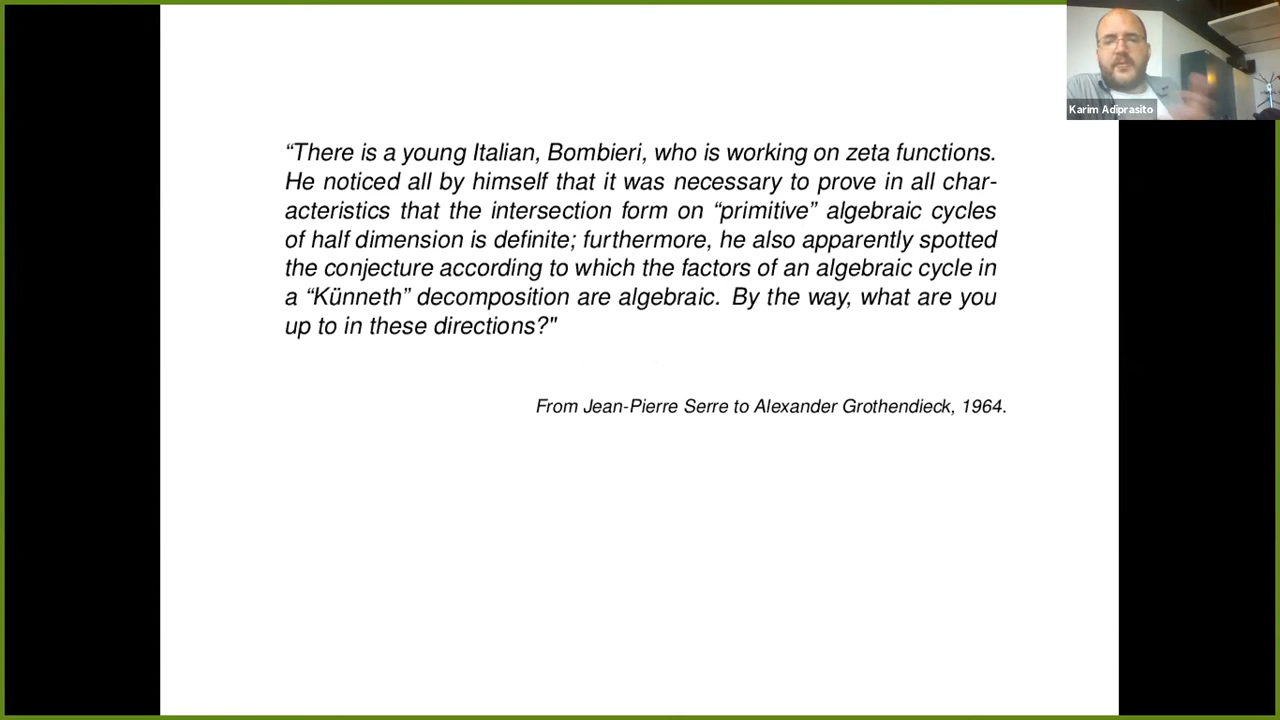 “There is a young Italian, Bombieri, who is working on zeta functions.
He noticed all by himself that it was necessary to prove in all char-
acteristics that the intersection form on “primitive” algebraic cycles
of half dimension is definite; furthermore, he also apparently spotted
the conjecture according to which the factors of an algebraic cycle in
a “Künneth” decomposition are algebraic. By the way, what are you
up to in these directions?"
From Jean-Pierre Serre to Alexander Grothendieck, 1964.
Karim Adiprasito